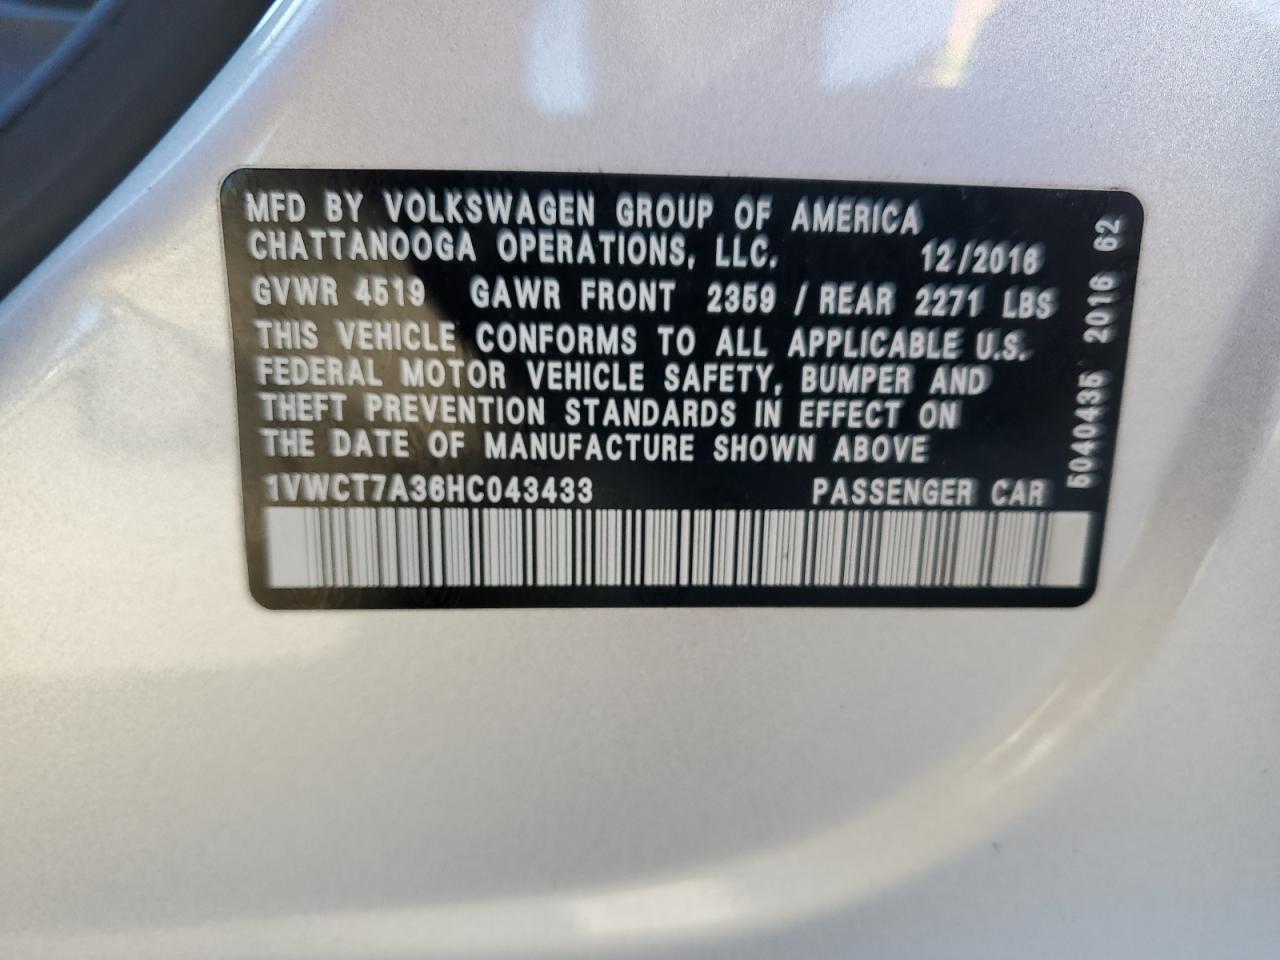 MFD BY VOLKSWAGEN GROUP OF AMERICA
CHATTANOOGA OPERATIONS, LLC. 12/2016
GVWR 4519 GAWR FRONT 2359 / REAR 2271 LBS
THIS VEHICLE CONFORMS TO ALL APPLICABLE U.S.
FEDERAL MOTOR VEHICLE SAFETY, BUMPER AND
THEFT PREVENTION STANDARDS IN EFFECT ON
THE DATE OF MANUFACTURE SHOWN ABOVE
1VWCT7A36HC043433 PASSENGER CAR
5040435 2016 62